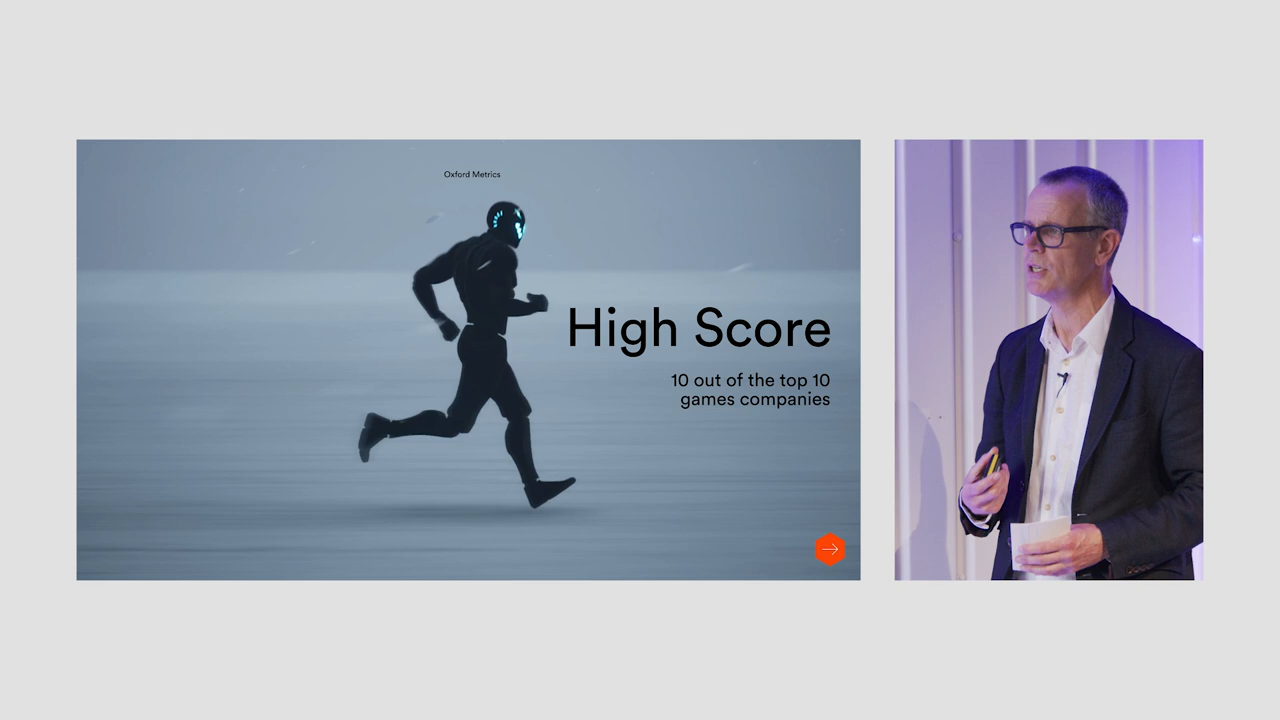 Oxford Metrics
High Score
10 out of the top 10
games companies